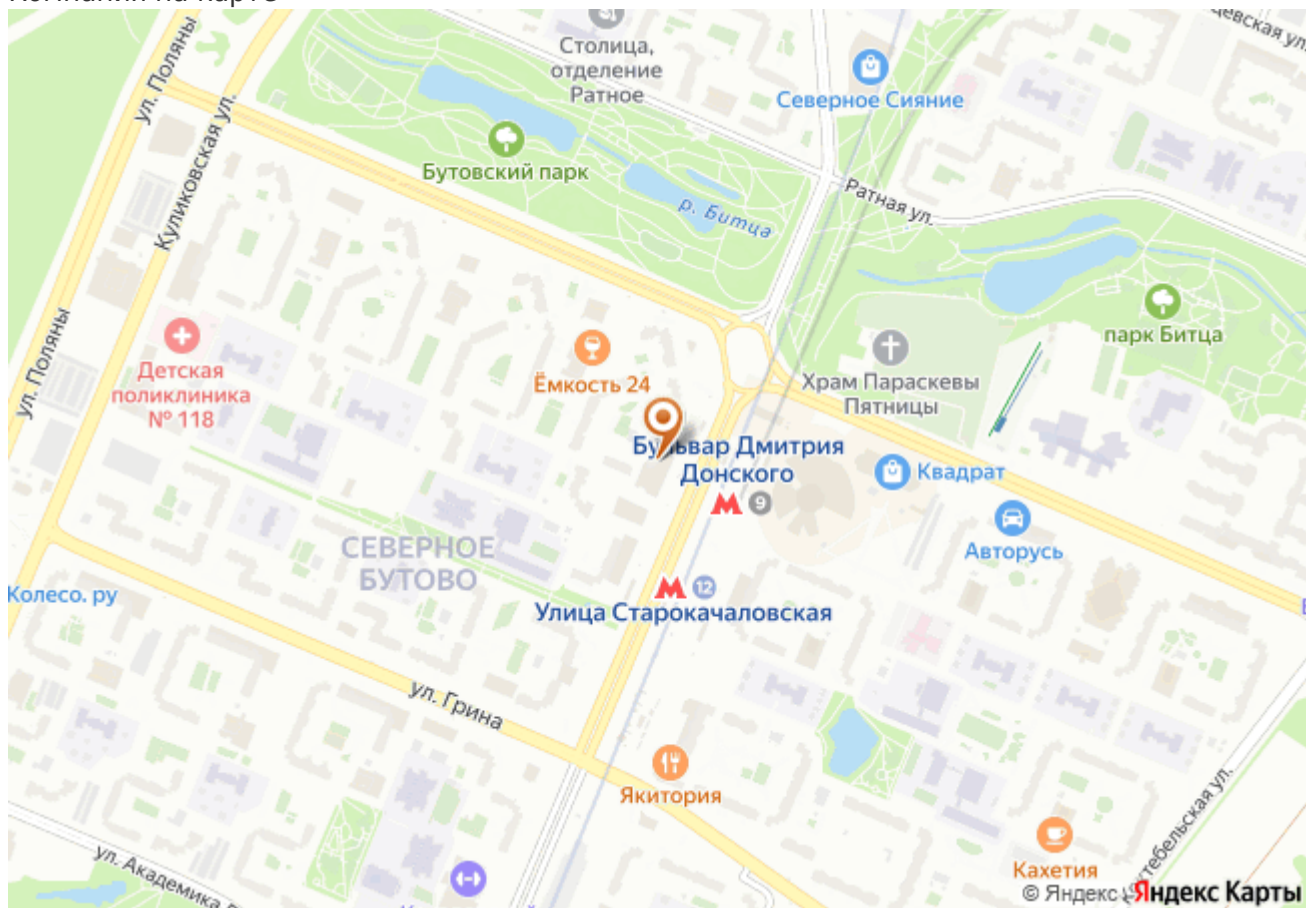 Столица,
отделение
Ратное
Северное Сияние
ул. Поляны
Куликовская ул.
Бутовский парк
р. Битца
Ратная ул.
парк Битца
Детская
поликлиника
№ 118
Ёмкость 24
Храм Параскевы
Пятницы
ул. Поляны
Бульвар Дмитрия
Донского
9
Квадрат
Авторусь
СЕВЕРНОЕ
БУТОВО
Колесо. ру
12
Улица Старокачаловская
ул. Грина
Якитория
ул. Академика
Кахетия
© Яндекс
Яндекс Карты